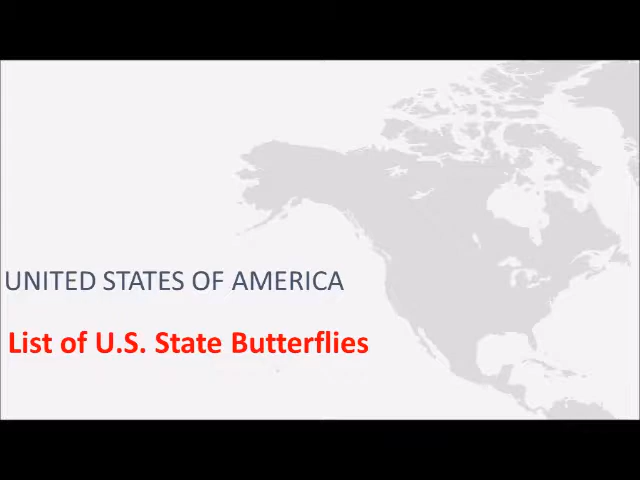 UNITED STATES OF AMERICA
List of U.S. State Butterflies